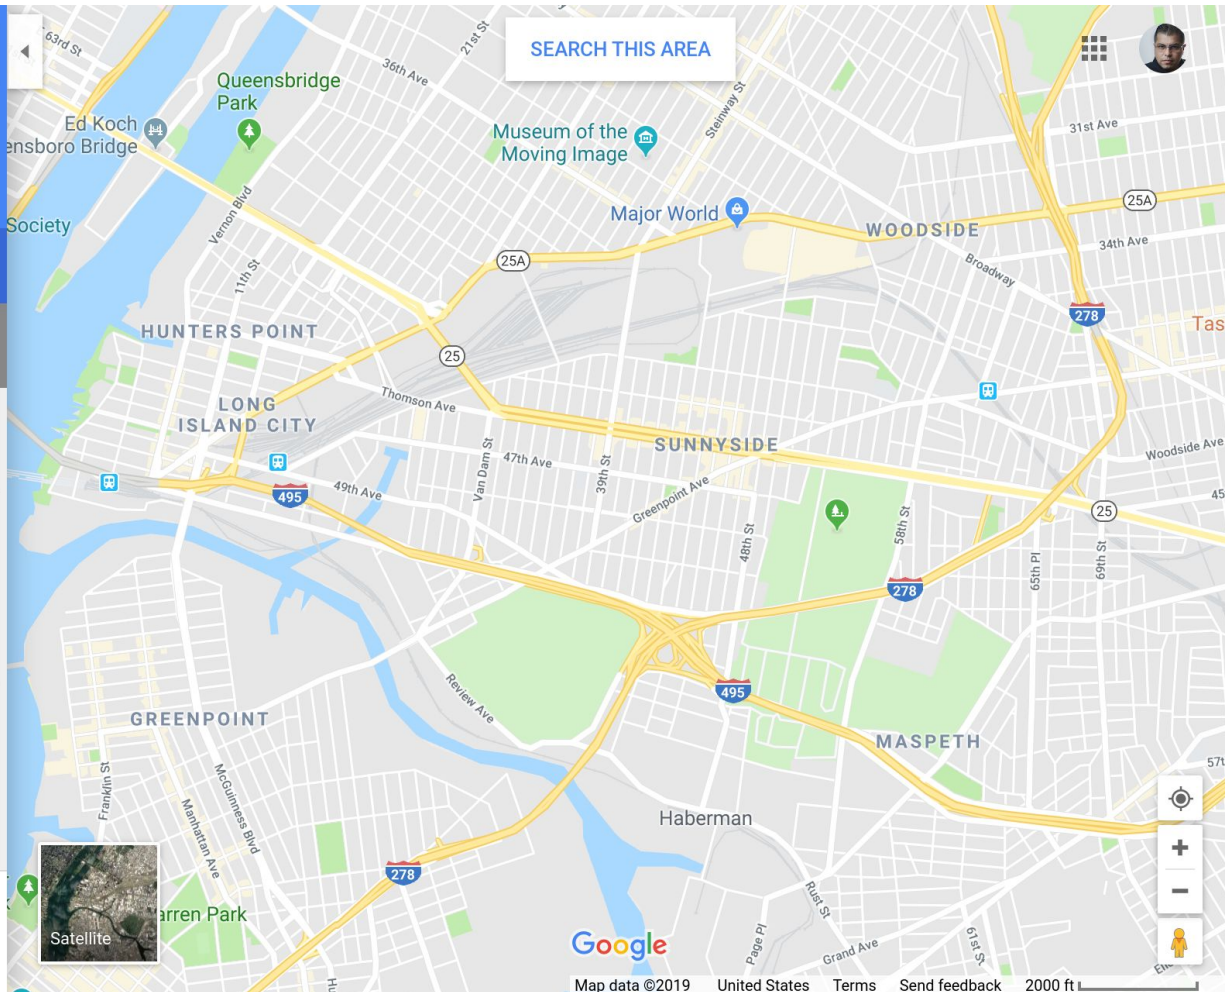 63rd St
21st St
SEARCH THIS AREA
36th Ave
Queensbridge
Park
Steinway St
Ed Koch
ensboro Bridge
Museum of the
Moving Image
31st Ave
25A
Society
Vernon Blvd
Major World
WOODSIDE
34th Ave
25A
Broadway
11th St
HUNTERS POINT
278
Tas
25
Thomson Ave
LONG
ISLAND CITY
SUNNYSIDE
Woodside Ave
47th Ave
Van Dam St
39th St
49th Ave
495
Greenpoint Ave
45
25
48th St
58th St
65th Pl
69th St
278
495
Review Ave
GREENPOINT
MASPETH
57t
Franklin St
McGuinness Blvd
Manhattan Ave
Haberman
278
Rust St
arren Park
Satellite
Page Pl
Grand Ave
61st St
Google
Map data ©2019 United States Terms Send feedback 2000 ft